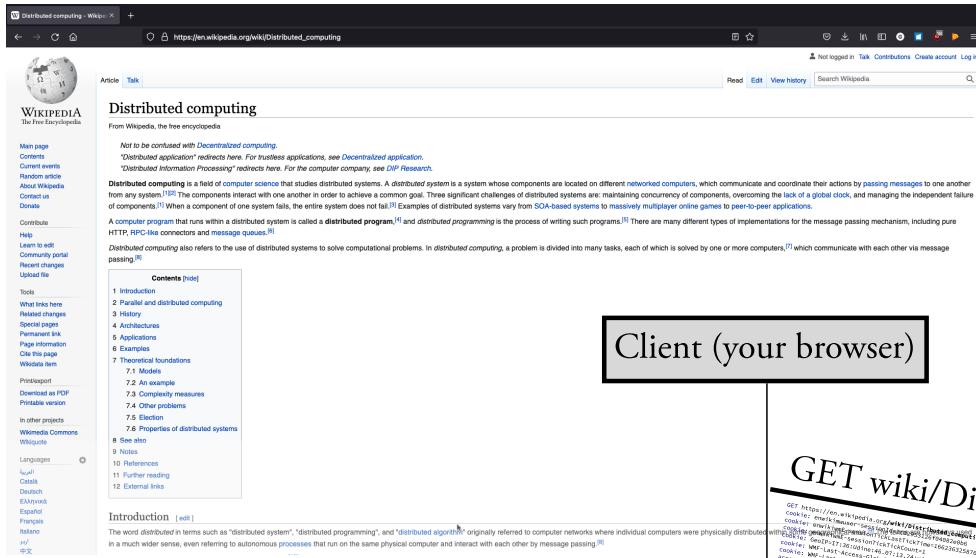 Distributed computing - Wikipe
https://en.wikipedia.org/wiki/Distributed_computing
Not logged in Talk Contributions Create account Log i
Article Talk
Read Edit View history Search Wikipedia
WIKIPEDIA
The Free Encyclopedia
Main page
Contents
Current events
Random article
About Wikipedia
Contact us
Donate
Contribute
Help
Learn to edit
Community portal
Recent changes
Upload file
Tools
What links here
Related changes
Special pages
Permanent link
Page information
Cite this page
Wikidata item
Print/export
Download as PDF
Printable version
In other projects
Wikimedia Commons
Wikiquote
Languages
العربية
Català
Deutsch
Ελληνικά
Español
Français
Italiano
اردو
中文
Distributed computing
From Wikipedia, the free encyclopedia
Not to be confused with Decentralized computing.
"Distributed application" redirects here. For trustless applications, see Decentralized application.
"Distributed Information Processing" redirects here. For the computer company, see DIP Research.
Distributed computing is a field of computer science that studies distributed systems. A distributed system is a system whose components are located on different networked computers, which communicate and coordinate their actions by passing messages to one another
from any system.[1][2] The components interact with one another in order to achieve a common goal. Three significant challenges of distributed systems are: maintaining concurrency of components, overcoming the lack of a global clock, and managing the independent failure
of components.[1] When a component of one system fails, the entire system does not fail.[3] Examples of distributed systems vary from SOA-based systems to massively multiplayer online games to peer-to-peer applications.
A computer program that runs within a distributed system is called a distributed program,[4] and distributed programming is the process of writing such programs.[5] There are many different types of implementations for the message passing mechanism, including pure
HTTP, RPC-like connectors and message queues.[6]
Distributed computing also refers to the use of distributed systems to solve computational problems. In distributed computing, a problem is divided into many tasks, each of which is solved by one or more computers,[7] which communicate with each other via message
passing.[8]
Contents [hide]
1 Introduction
2 Parallel and distributed computing
3 History
4 Architectures
5 Applications
6 Examples
7 Theoretical foundations
7.1 Models
7.2 An example
7.3 Complexity measures
7.4 Other problems
7.5 Election
7.6 Properties of distributed systems
8 See also
9 Notes
10 References
11 Further reading
12 External links
Introduction [ edit ]
The word distributed in terms such as "distributed system", "distributed programming", and "distributed algorithm" originally referred to computer networks where individual computers were physically distributed within some
in a much wider sense, even referring to autonomous processes that run on the same physical computer and interact with each other by message passing.[8]
Client (your browser)
GET wiki/Di
GET https://en.wikipedia.org/wiki/Distributed_comput